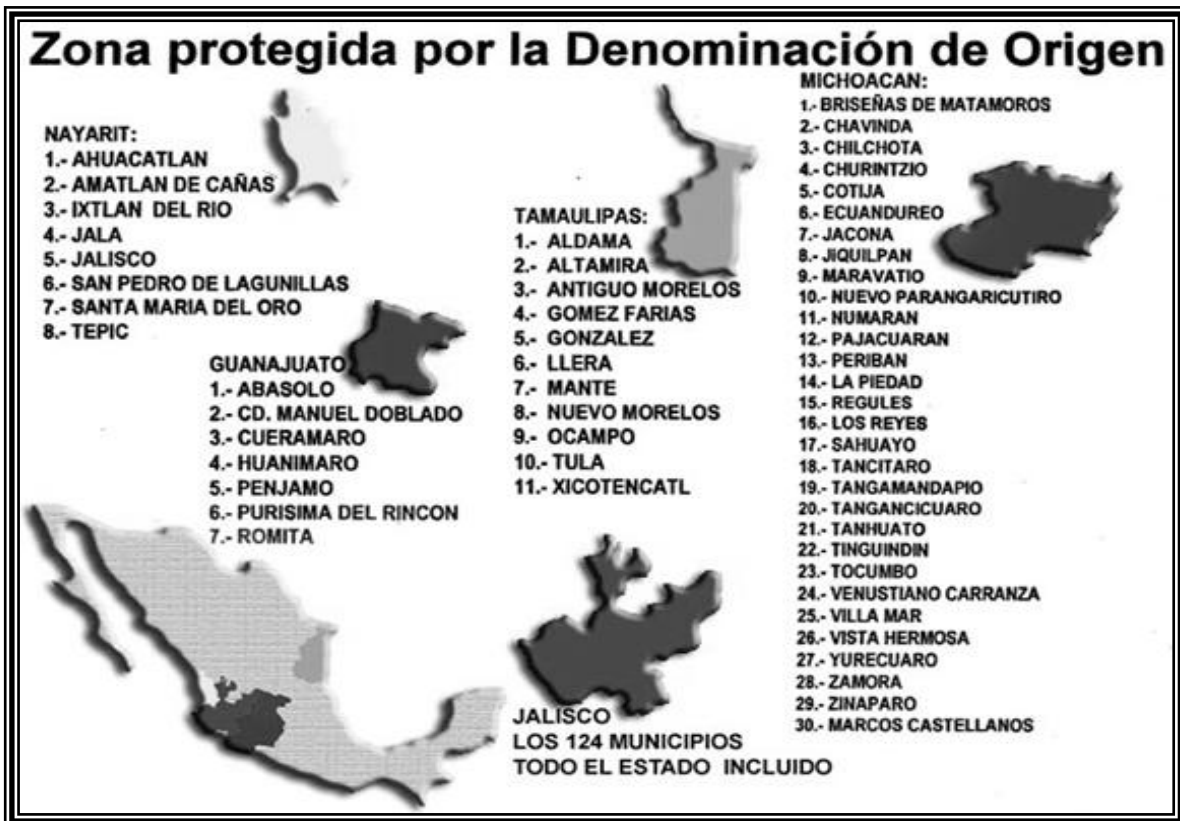 Zona protegida por la Denominación de Origen
NAYARIT:
1.- AHUACATLAN
2.- AMATLAN DE CAÑAS
3.- IXTLAN DEL RIO
4.- JALA
5.- JALISCO
6.- SAN PEDRO DE LAGUNILLAS
7.- SANTA MARIA DEL ORO
8.- TEPIC
GUANAJUATO
1.- ABASOLO
2.- CD. MANUEL DOBLADO
3.- CUERAMARO
4.- HUANIMARO
5.- PENJAMO
6.- PURISIMA DEL RINCON
7.- ROMITA
TAMAULIPAS:
1.- ALDAMA
2.- ALTAMIRA
3.- ANTIGUO MORELOS
4.- GOMEZ FARIAS
5.- GONZALEZ
6.- LLERA
7.- MANTE
8.- NUEVO MORELOS
9.- OCAMPO
10.- TULA
11.- XICOTENCATL
JALISCO
LOS 124 MUNICIPIOS
TODO EL ESTADO INCLUIDO
MICHOACAN:
1.- BRISEÑAS DE MATAMOROS
2.- CHAVINDA
3.- CHILCHOTA
4.- CHURINTZIO
5.- COTIJA
6.- ECUANDUREO
7.- JACONA
8.- JIQUILPAN
9.- MARAVATIO
10.- NUEVO PARANGARICUTIRO
11.- NUMARAN
12.- PAJACUARAN
13.- PERIBAN
14.- LA PIEDAD
15.- REGULES
16.- LOS REYES
17.- SAHUAYO
18.- TANCITARO
19.- TANGAMANDAPIO
20.- TANGANCICUARO
21.- TANHUATO
22.- TINGUINDIN
23.- TOCUMBO
24.- VENUSTIANO CARRANZA
25.- VILLA MAR
26.- VISTA HERMOSA
27.- YURECUARO
28.- ZAMORA
29.- ZINAPARO
30.- MARCOS CASTELLANOS